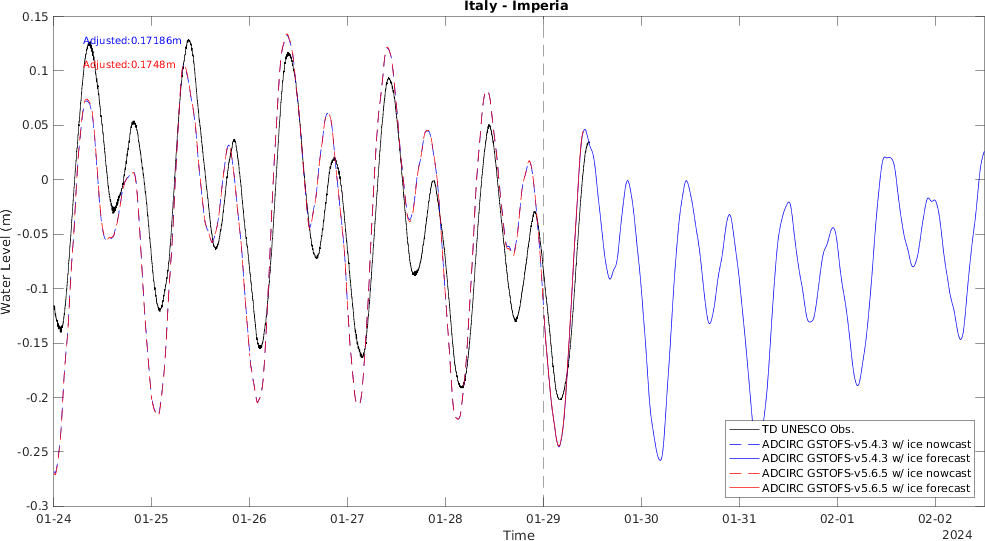 Italy - Imperia
Water Level (m)
0.15
0.1
0.05
0
-0.05
-0.1
-0.15
-0.2
-0.25
-0.3
Adjusted:0.17186m
Adjusted:0.1748m
TD UNESCO Obs.
ADCIRC GSTOFS-v5.4.3 w/ ice nowcast
ADCIRC GSTOFS-v5.4.3 w/ ice forecast
ADCIRC GSTOFS-v5.6.5 w/ ice nowcast
ADCIRC GSTOFS-v5.6.5 w/ ice forecast
01-24 01-25 01-26 01-27 01-28 01-29 01-30 01-31 02-01 02-02
Time
2024